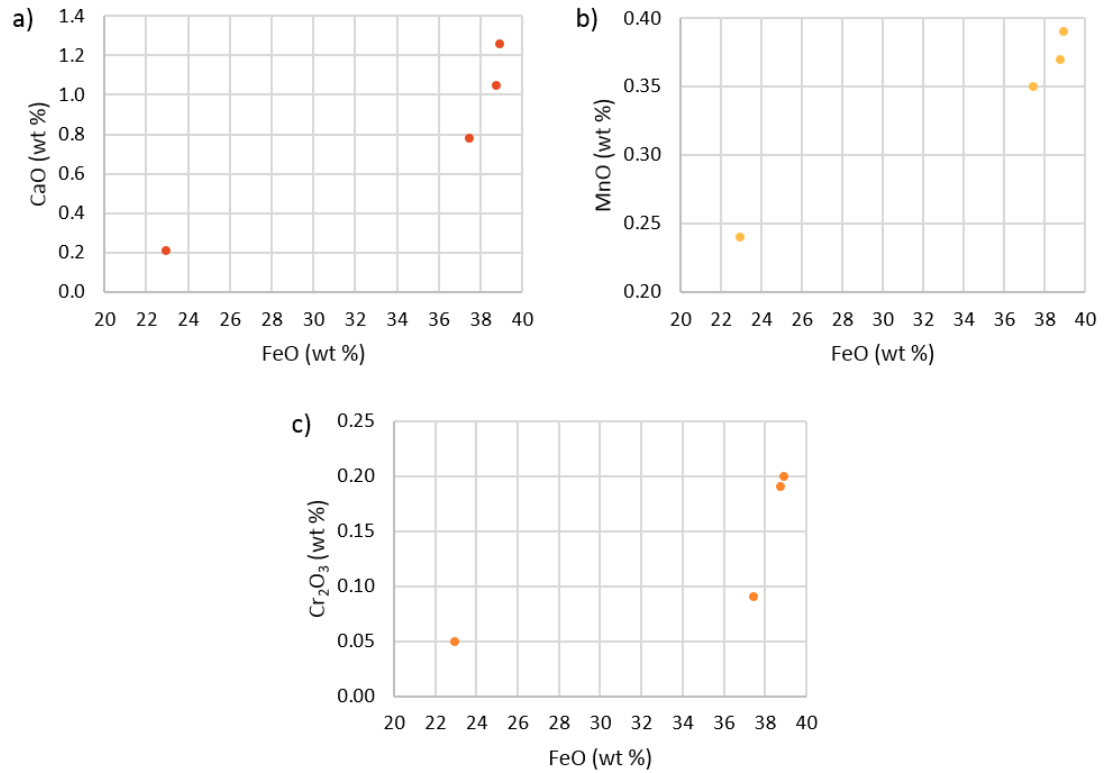 a)
1.4
1.2
1.0
0.8
0.6
0.4
0.2
0.0
CaO (wt %)
20 22 24 26 28 30 32 34 36 38 40
FeO (wt %)
b)
0.40
0.35
0.30
0.25
0.20
MnO (wt %)
20 22 24 26 28 30 32 34 36 38 40
FeO (wt %)
c)
0.25
0.20
0.15
0.10
0.05
0.00
Cr₂O₃ (wt %)
20 22 24 26 28 30 32 34 36 38 40
FeO (wt %)